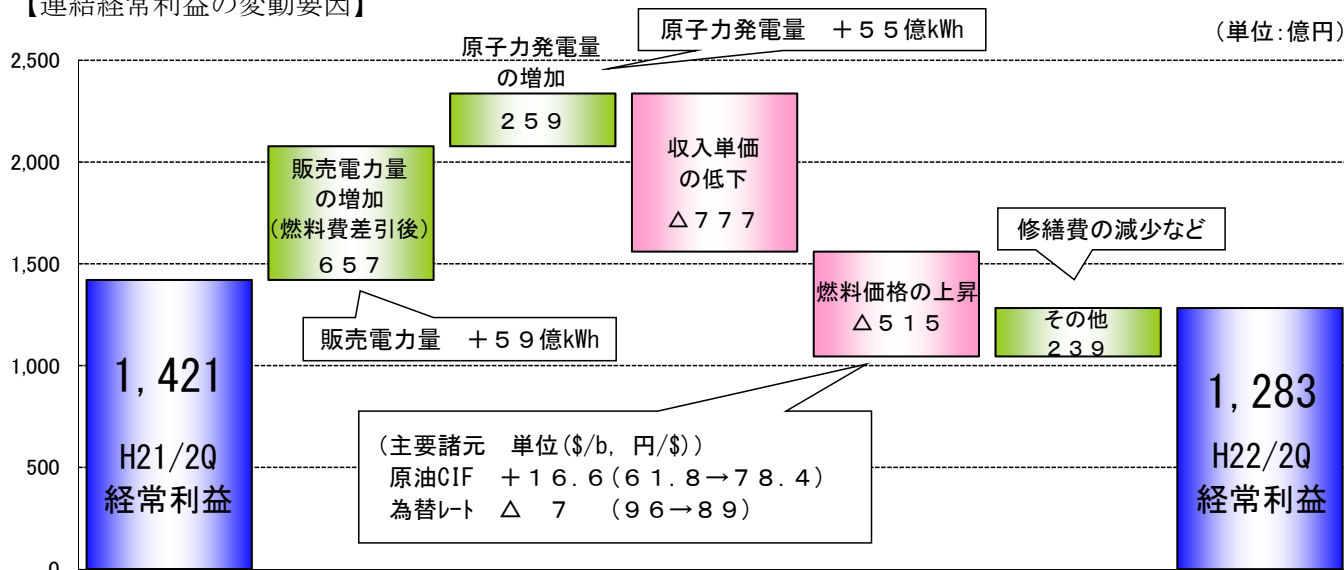 【連結経常利益の変動要因】
(単位:億円)
2,500
2,000
1,500
1,000
500
0
1,421
H21/2Q
経常利益
販売電力量
の増加
(燃料費差引後)
657
販売電力量 +59億kWh
原子力発電量
の増加
259
原子力発電量 +55億kWh
収入単価
の低下
△777
燃料価格の上昇
△515
(主要諸元 単位($/b, 円/$))
原油CIF +16.6(61.8→78.4)
為替レート △ 7 (96→89)
修繕費の減少など
その他
239
1,283
H22/2Q
経常利益